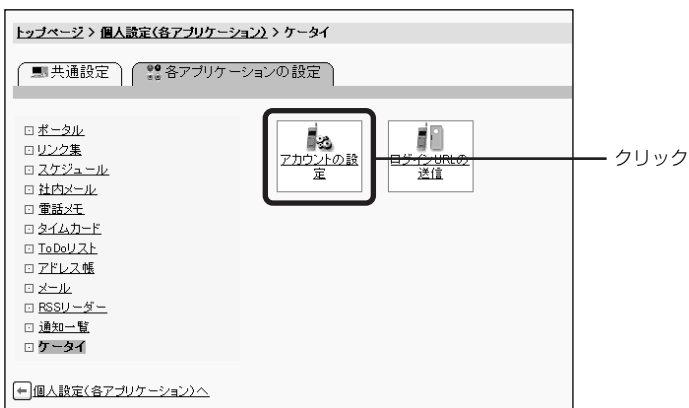 トップページ > 個人設定(各アプリケーション) > ケータイ
共通設定 各アプリケーションの設定
ポータル
リンク集
スケジュール
社内メール
電話メモ
タイムカード
ToDoリスト
アドレス帳
メール
RSSリーダー
通知一覧
ケータイ
アカウントの設
定
ログインURLの
送信
クリック
個人設定(各アプリケーション)へ